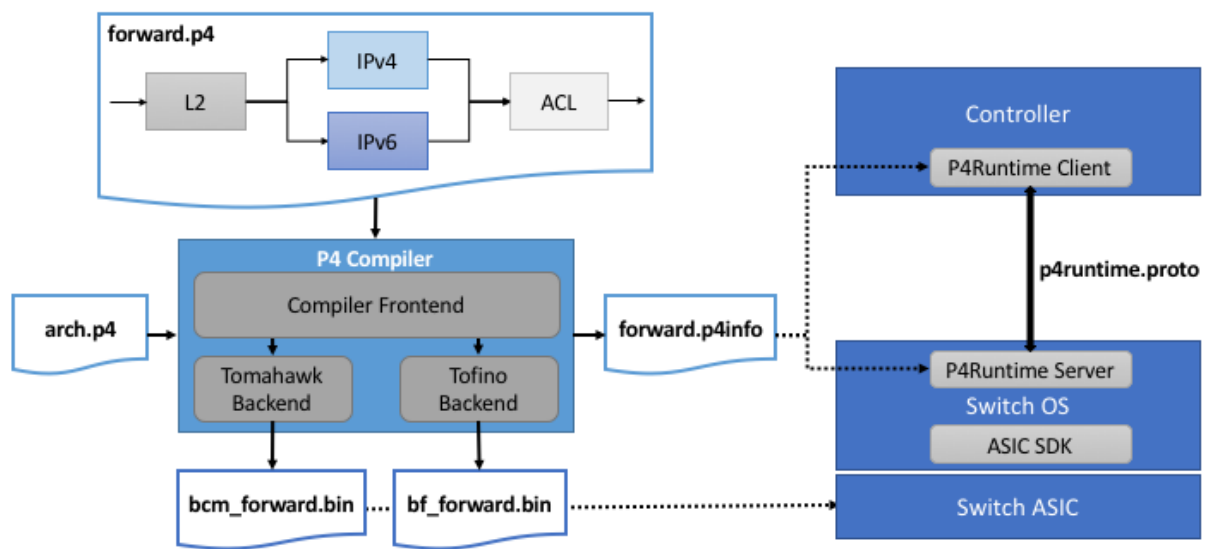 forward.p4
L2
IPv4
IPv6
ACL
Controller
P4Runtime Client
p4runtime.proto
P4 Compiler
Compiler Frontend
Tomahawk
Backend
Tofino
Backend
arch.p4
forward.p4info
P4Runtime Server
Switch OS
ASIC SDK
bcm_forward.bin
bf_forward.bin
Switch ASIC